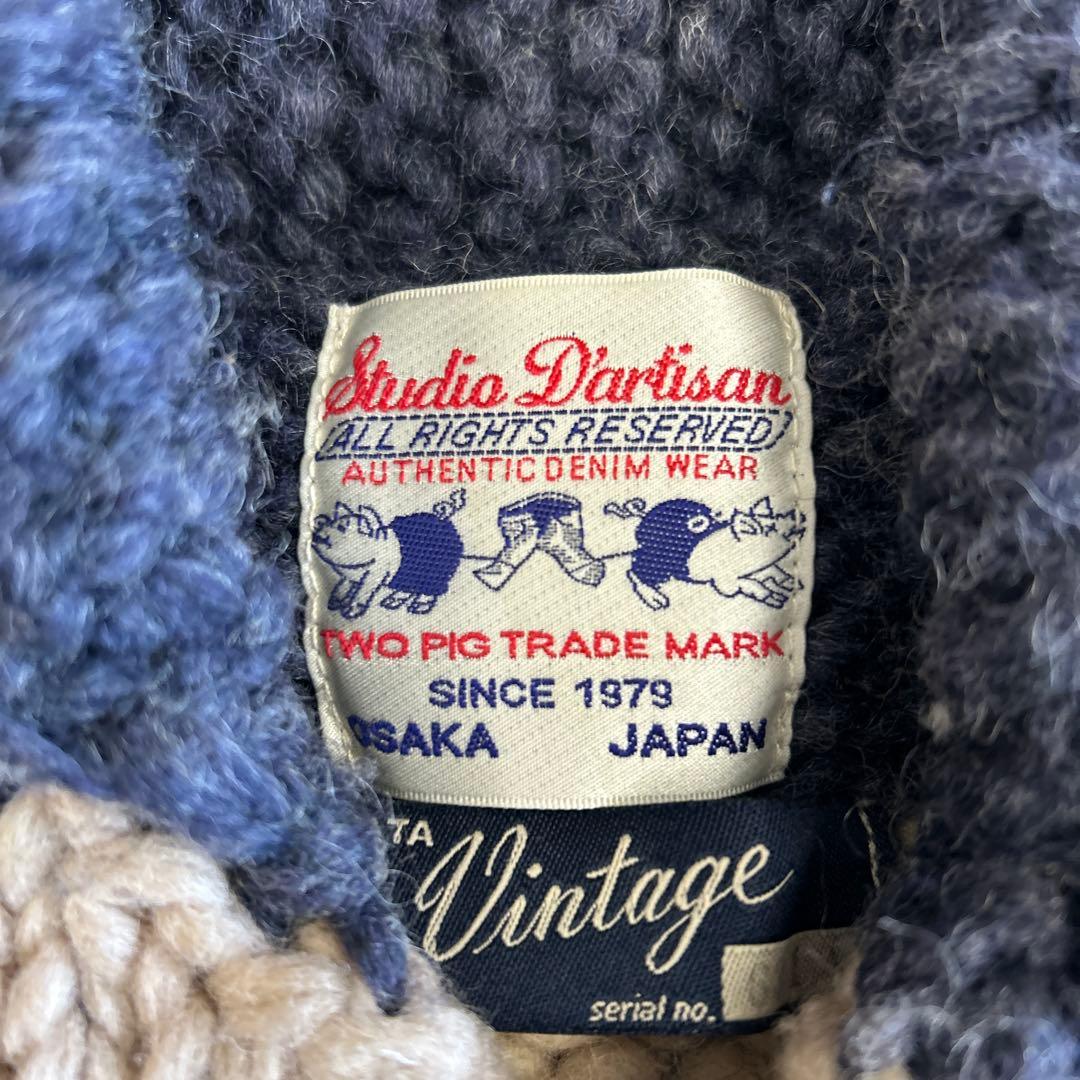 Studio D'artisan
ALL RIGHTS RESERVED
AUTHENTIC DENIM WEAR
TWO PIG TRADE MARK
SINCE 1979
OSAKA JAPAN
TA
Vintage
serial no.